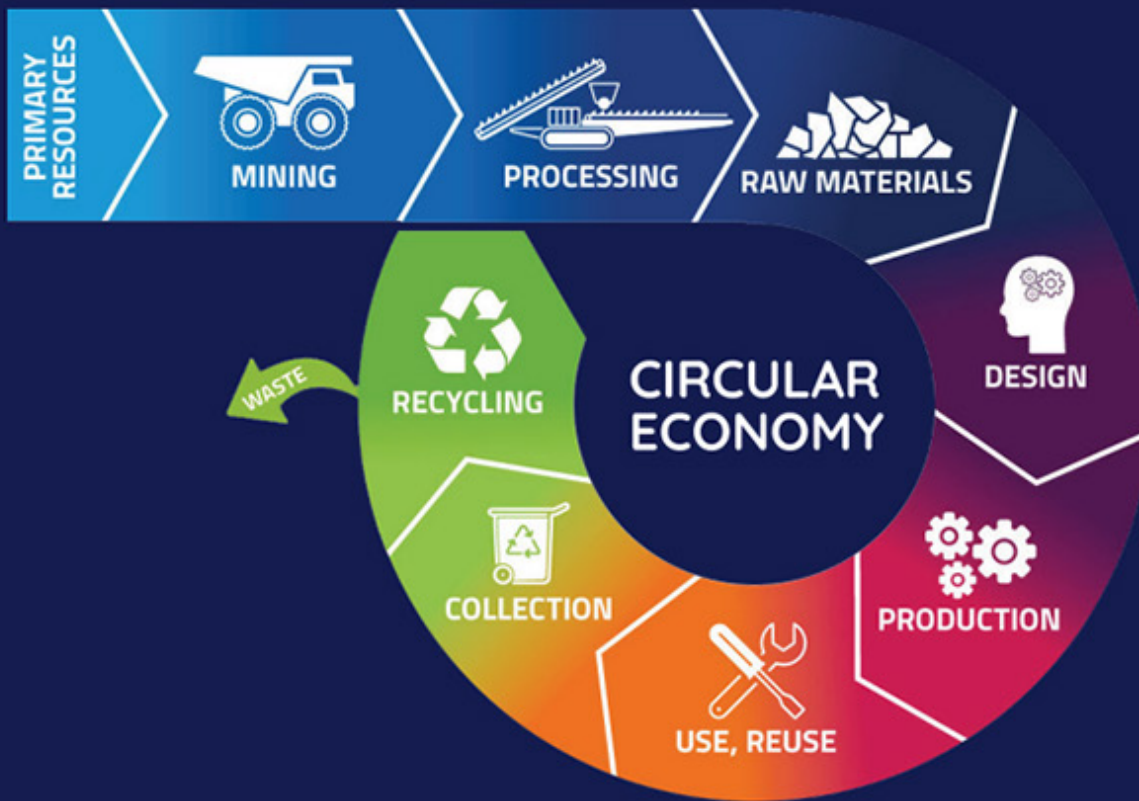 PRIMARY
RESOURCES
MINING
PROCESSING
RAW MATERIALS
DESIGN
PRODUCTION
USE, REUSE
COLLECTION
RECYCLING
WASTE
CIRCULAR
ECONOMY